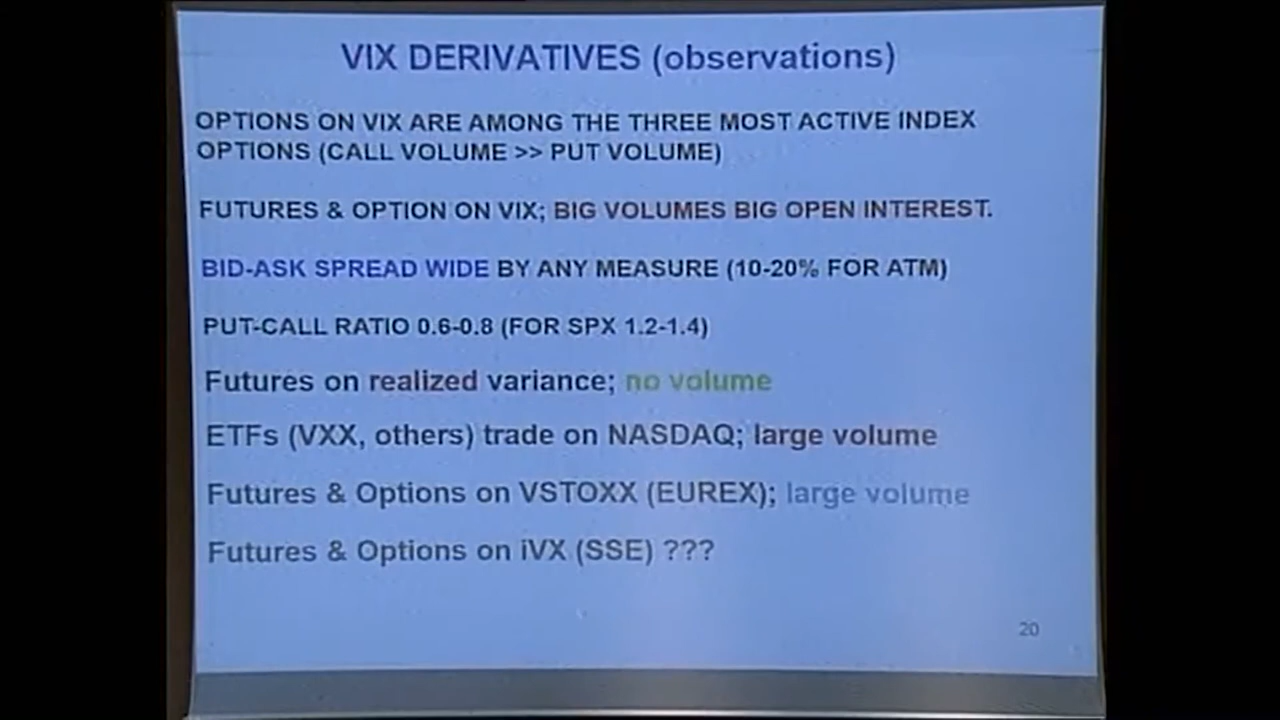 VIX DERIVATIVES (observations)
OPTIONS ON VIX ARE AMONG THE THREE MOST ACTIVE INDEX
OPTIONS (CALL VOLUME >> PUT VOLUME)
FUTURES & OPTION ON VIX; BIG VOLUMES BIG OPEN INTEREST.
BID-ASK SPREAD WIDE BY ANY MEASURE (10-20% FOR ATM)
PUT-CALL RATIO 0.6-0.8 (FOR SPX 1.2-1.4)
Futures on realized variance; no volume
ETFs (VXX, others) trade on NASDAQ; large volume
Futures & Options on VSTOXX (EUREX); large volume
Futures & Options on iVX (SSE) ???
20